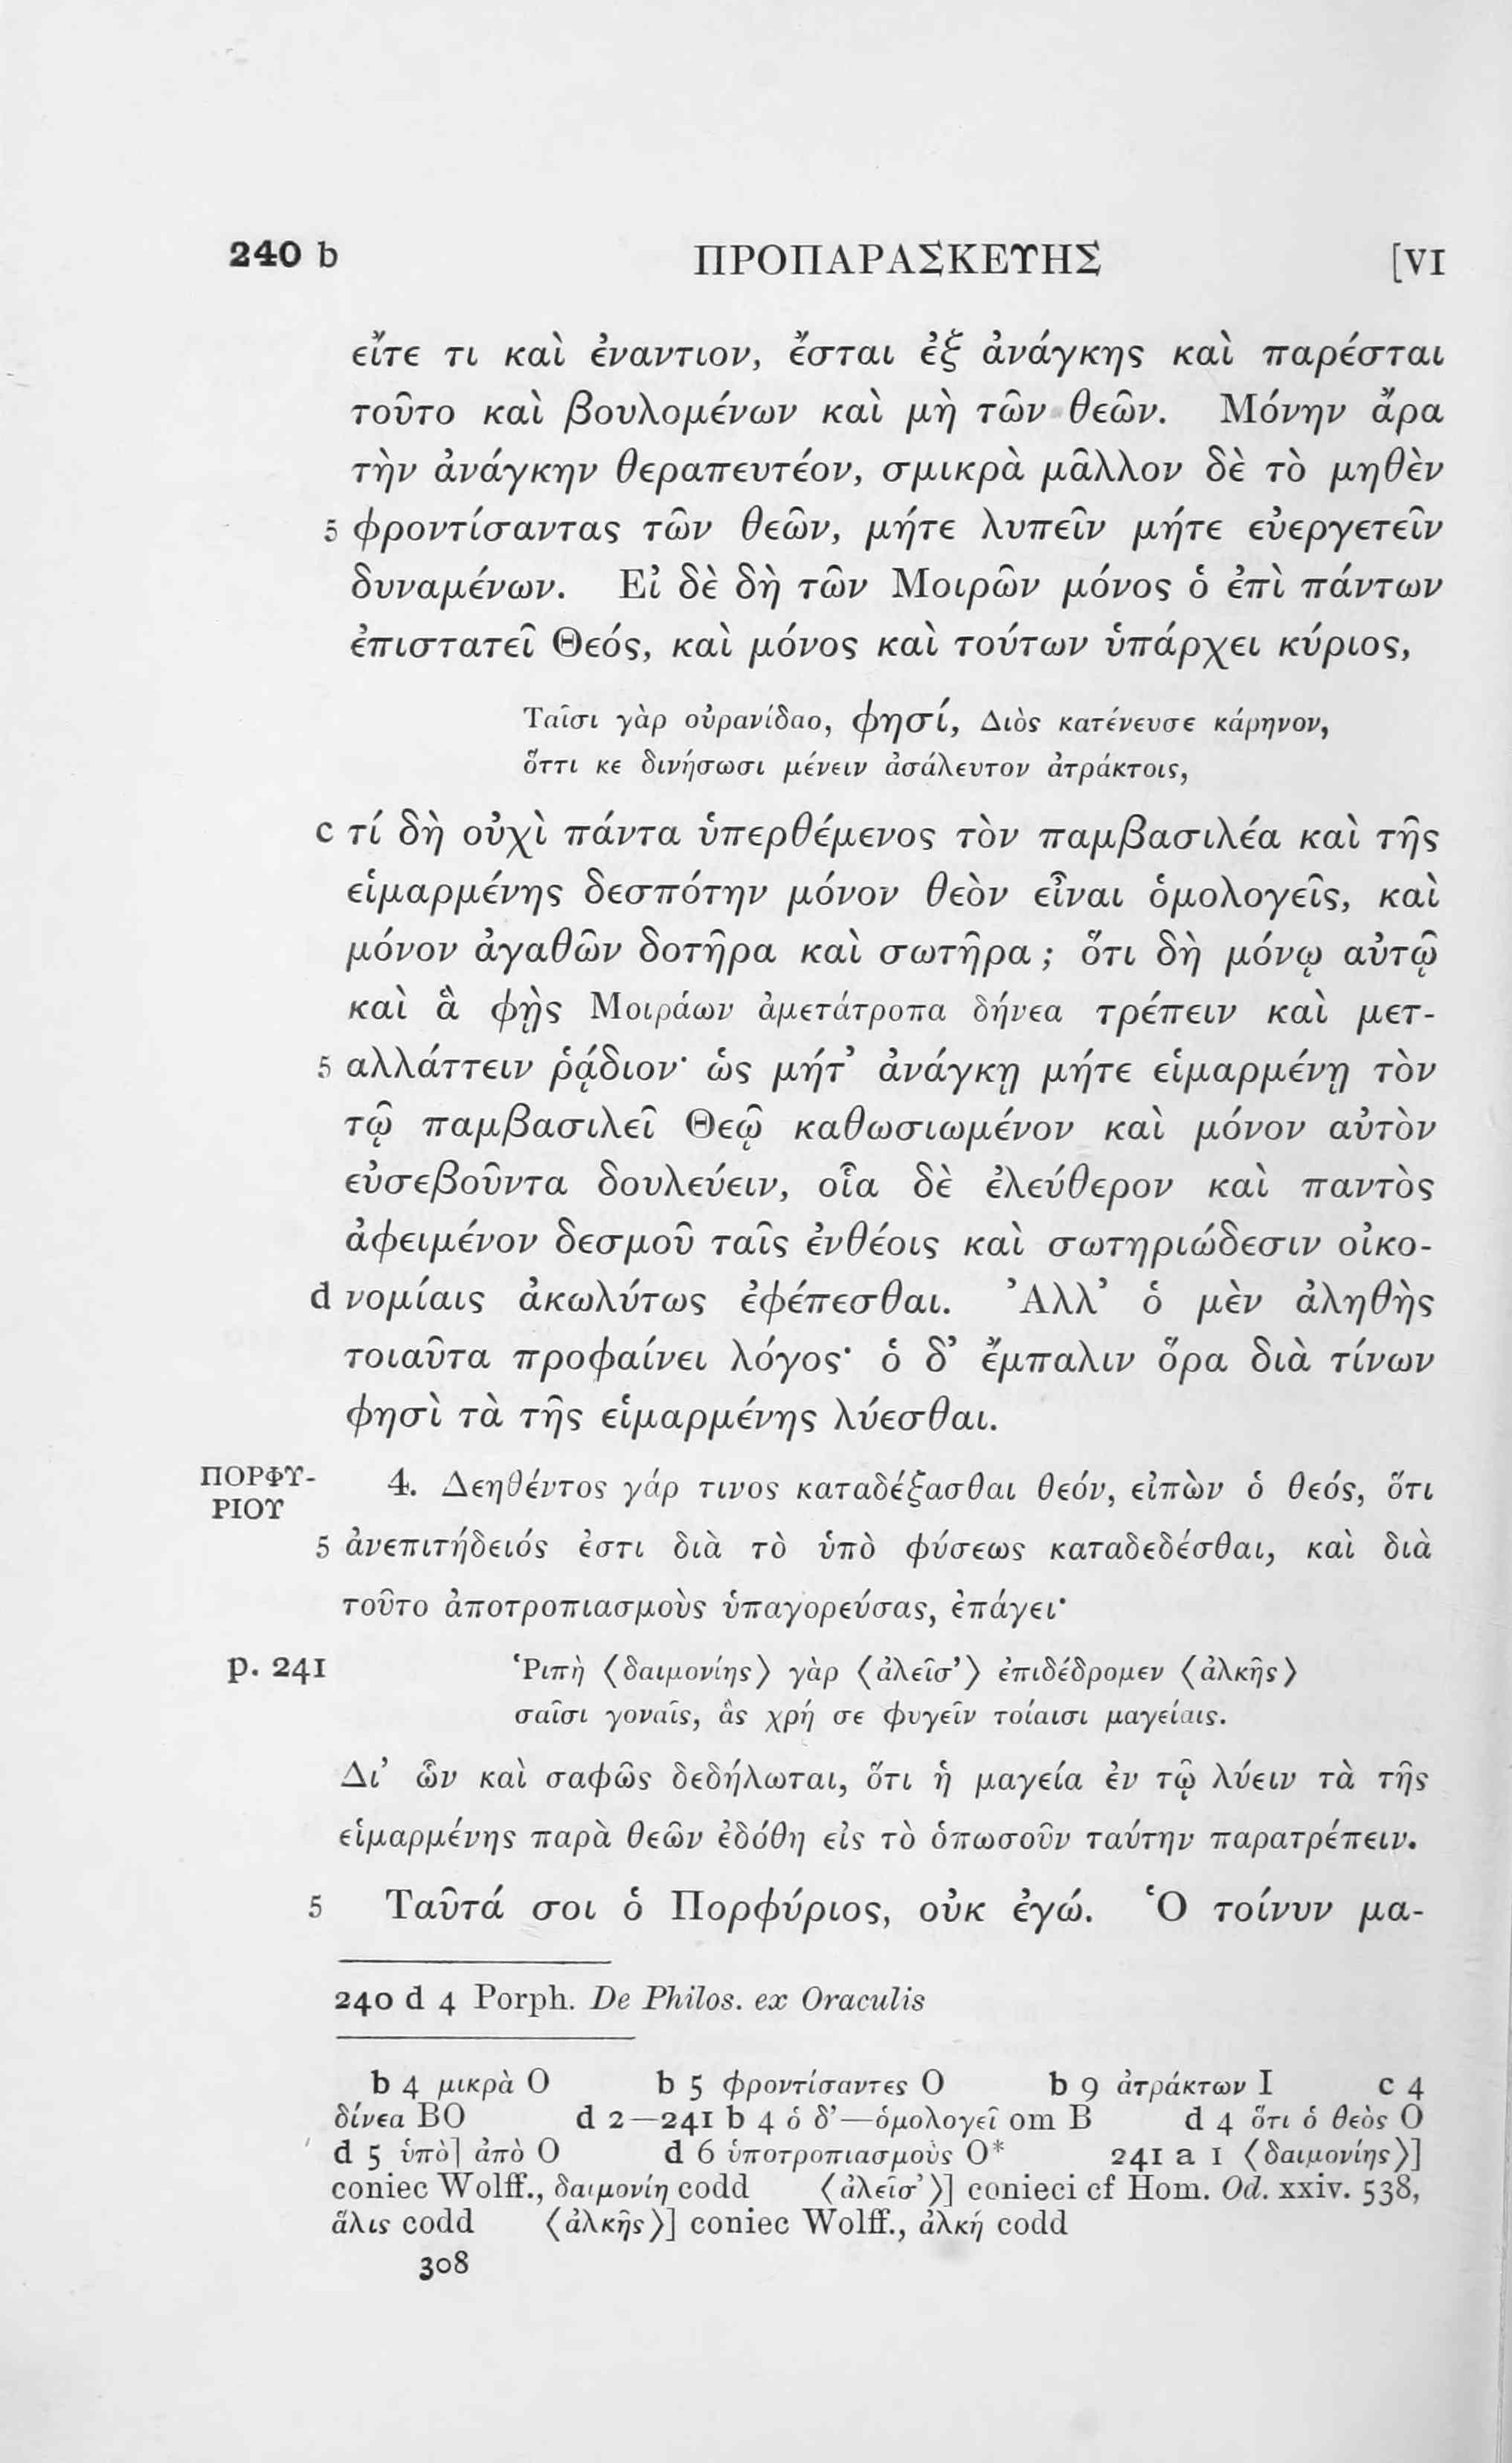 240 b ΠΡΟΠΑΡΑΣΚΕΥΗΣ [VI
εἴτε τι καὶ ἐναντιον, ἔσται ἐξ ἀνάγκης καὶ παρέσται
τοῦτο καὶ βουλομένων καὶ μὴ τῶν θεῶν. Μόνην ἄρα
τὴν ἀνάγκην θεραπευτέον, σμικρὰ μᾶλλον δὲ τὸ μηθὲν
5 φροντίσαντας τῶν θεῶν, μήτε λυπεῖν μήτε εὐεργετεῖν
δυναμένων. Εἰ δὲ δὴ τῶν Μοιρῶν μόνος ὁ ἐπὶ πάντων
ἐπιστατεῖ Θεός, καὶ μόνος καὶ τούτων ὑπάρχει κύριος,
Ταῖσι γὰρ οὐρανίδαο, φησί, Διὸς κατένευσε κάρηνον,
ὅττι κε δινήσωσι μένειν ἀσάλευτον ἀτράκτοις,
c τί δὴ οὐχὶ πάντα ὑπερθέμενος τὸν παμβασιλέα καὶ τῆς
εἱμαρμένης δεσπότην μόνον θεὸν εἶναι ὁμολογεῖς, καὶ
μόνον ἀγαθῶν δοτῆρα καὶ σωτῆρα; ὅτι δὴ μόνῳ αὐτῷ
καὶ ἃ φῂς Μοιράων ἀμετάτροπα δήνεα τρέπειν καὶ μετ-
5 αλλάττειν ῥᾴδιον· ὡς μήτ’ ἀνάγκῃ μήτε εἱμαρμένῃ τὸν
τῷ παμβασιλεῖ Θεῷ καθωσιωμένον καὶ μόνον αὐτὸν
εὐσεβοῦντα δουλεύειν, οἷα δὲ ἐλεύθερον καὶ παντὸς
ἀφειμένον δεσμοῦ ταῖς ἐνθέοις καὶ σωτηριώδεσιν οἰκο-
d νομίαις ἀκωλύτως ἐφέπεσθαι. Ἀλλ’ ὁ μὲν ἀληθὴς
τοιαῦτα προφαίνει λόγος· ὁ δ’ ἔμπαλιν ὅρα διὰ τίνων
φησὶ τὰ τῆς εἱμαρμένης λύεσθαι.
ΠΟΡΦΥ-
ΡΙΟΥ
4. Δεηθέντος γάρ τινος καταδέξασθαι θεόν, εἰπὼν ὁ θεός, ὅτι
5 ἀνεπιτήδειός ἐστι διὰ τὸ ὑπὸ φύσεως καταδεδέσθαι, καὶ διὰ
τοῦτο ἀποτροπιασμοὺς ὑπαγορεύσας, ἐπάγει·
p. 241 Ῥιπὴ ⟨δαιμονίης⟩ γὰρ ⟨ἀλεῖσ’⟩ ἐπιδέδρομεν ⟨ἀλκῆς⟩
σαῖσι γοναῖς, ἃς χρή σε φυγεῖν τοίαισι μαγείαις.
Δι’ ὧν καὶ σαφῶς δεδήλωται, ὅτι ἡ μαγεία ἐν τῷ λύειν τὰ τῆς
εἱμαρμένης παρὰ θεῶν ἐδόθη εἰς τὸ ὁπωσοῦν ταύτην παρατρέπειν.
5 Ταῦτά σοι ὁ Πορφύριος, οὐκ ἐγώ. Ὁ τοίνυν μα-
240 d 4 Porph. De Philos. ex Oraculis
b 4 μικρὰ O b 5 φροντίσαντες O b 9 ἀτράκτων I c 4
δίνεα BO d 2—241 b 4 ὁ δ’—ὁμολογεῖ om B d 4 ὅτι ὁ θεὸς O
d 5 ὑπὸ] ἀπὸ O d 6 ὑποτροπιασμοὺς O* 241 a 1 ⟨δαιμονίης⟩]
coniec Wolff., δαιμονίη codd ⟨ἀλεῖσ’⟩] conieci cf Hom. Od. xxiv. 538,
ἅλις codd ⟨ἀλκῆς⟩] coniec Wolff., ἀλκή codd
308